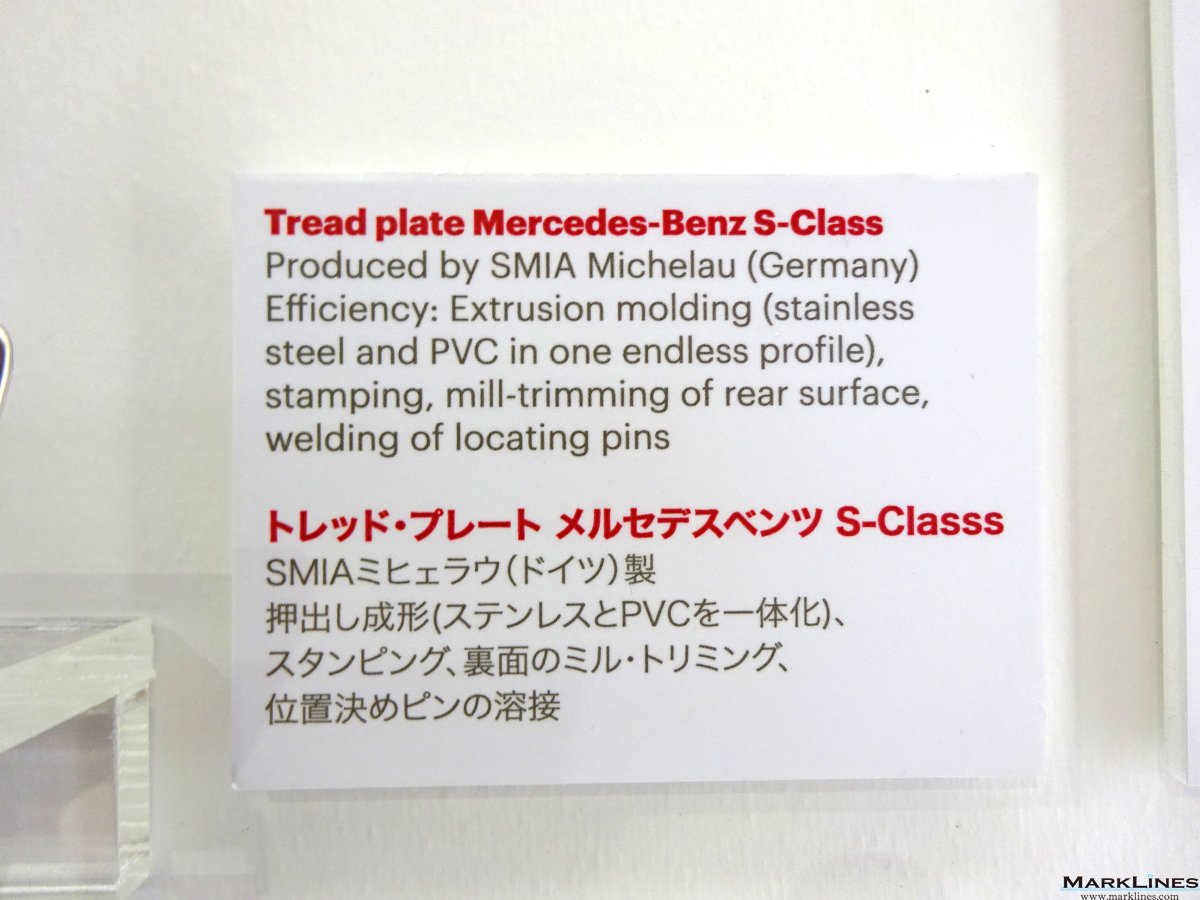 Tread plate Mercedes-Benz S-Class
Produced by SMIA Michelau (Germany)
Efficiency: Extrusion molding (stainless
steel and PVC in one endless profile),
stamping, mill-trimming of rear surface,
welding of locating pins
トレッド・プレート メルセデスベンツ S-Classs
SMIAミヒェラウ(ドイツ)製
押出し成形(ステンレスとPVCを一体化)、
スタンピング、裏面のミル・トリミング、
位置決めピンの溶接
MARKLINES
www.marklines.com